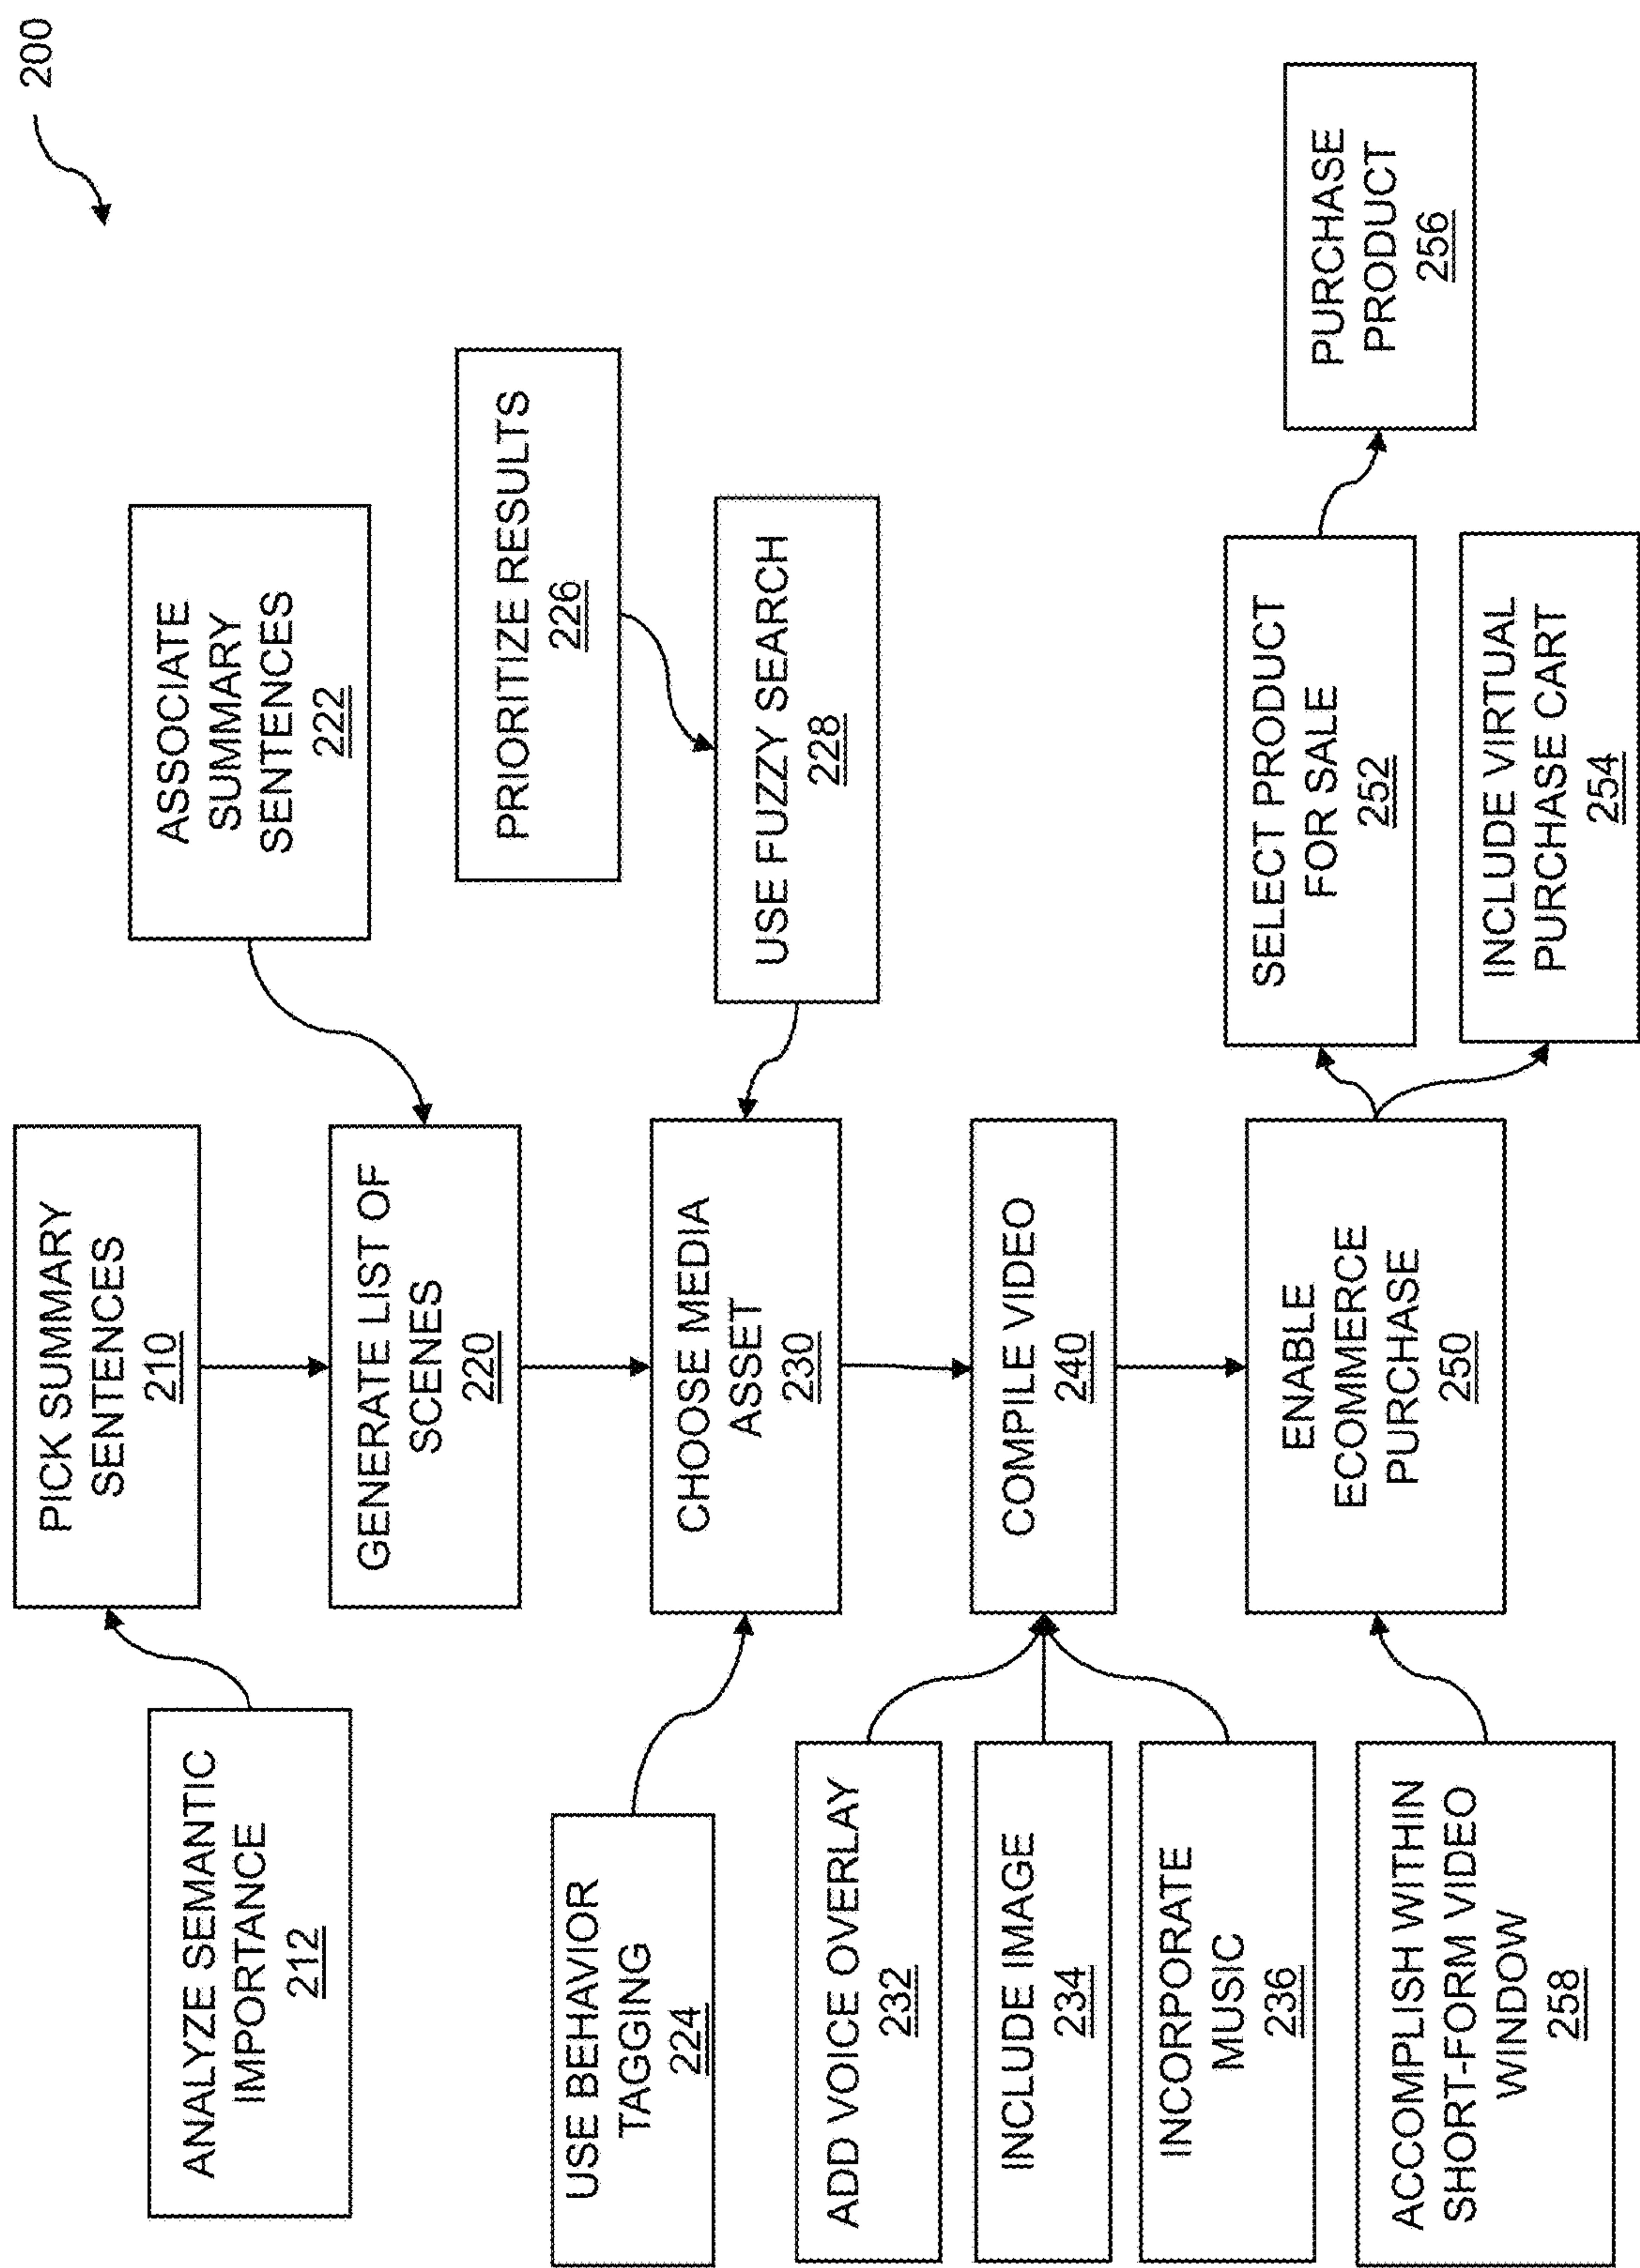 200
PICK SUMMARY
SENTENCES
210
ANALYZE SEMANTIC
IMPORTANCE
212
GENERATE LIST OF
SCENES
220
ASSOCIATE
SUMMARY
SENTENCES
222
USE BEHAVIOR
TAGGING
224
CHOOSE MEDIA
ASSET
230
PRIORITIZE RESULTS
226
USE FUZZY SEARCH
228
ADD VOICE OVERLAY
232
INCLUDE IMAGE
234
INCORPORATE
MUSIC
236
COMPILE VIDEO
240
ACCOMPLISH WITHIN
SHORT-FORM VIDEO
WINDOW
258
ENABLE
ECOMMERCE
PURCHASE
250
SELECT PRODUCT
FOR SALE
252
INCLUDE VIRTUAL
PURCHASE CART
254
PURCHASE
PRODUCT
256